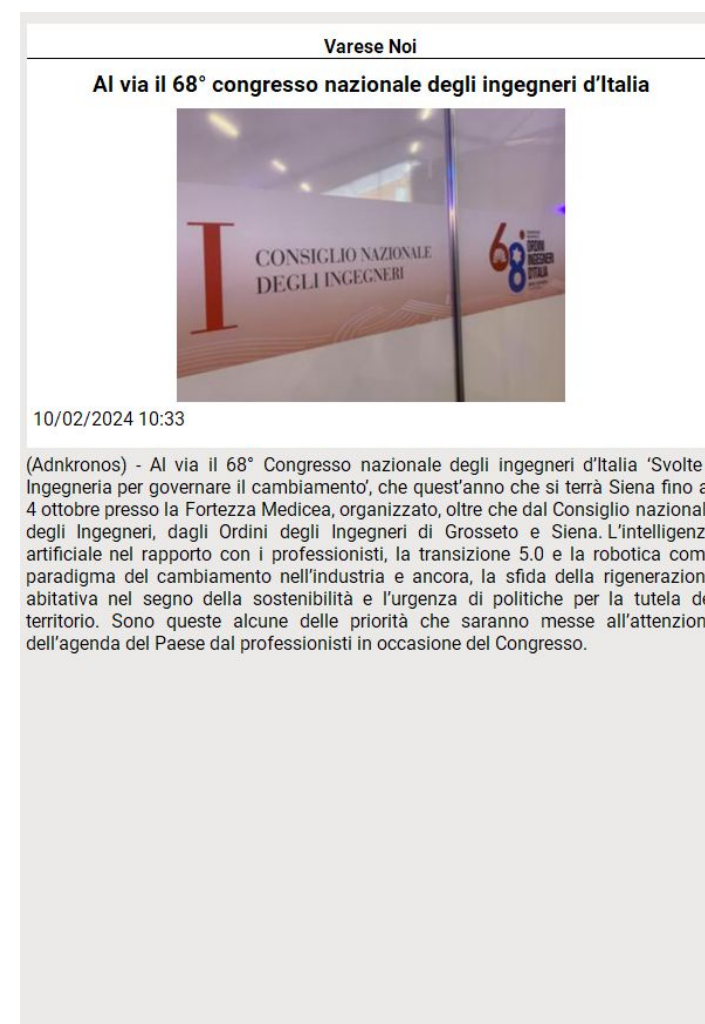 Varese Noi
Al via il 68° congresso nazionale degli ingegneri d’Italia
I
CONSIGLIO NAZIONALE
DEGLI INGEGNERI
68
ORDINI
INGEGNERI
D'ITALIA
10/02/2024 10:33
(Adnkronos) - Al via il 68° Congresso nazionale degli ingegneri d’Italia ‘Svolte
Ingegneria per governare il cambiamento’, che quest’anno che si terrà Siena fino a
4 ottobre presso la Fortezza Medicea, organizzato, oltre che dal Consiglio nazional
degli Ingegneri, dagli Ordini degli Ingegneri di Grosseto e Siena. L’intelligenz
artificiale nel rapporto con i professionisti, la transizione 5.0 e la robotica com
paradigma del cambiamento nell’industria e ancora, la sfida della rigenerazion
abitativa nel segno della sostenibilità e l’urgenza di politiche per la tutela de
territorio. Sono queste alcune delle priorità che saranno messe all’attenzion
dell’agenda del Paese dal professionisti in occasione del Congresso.